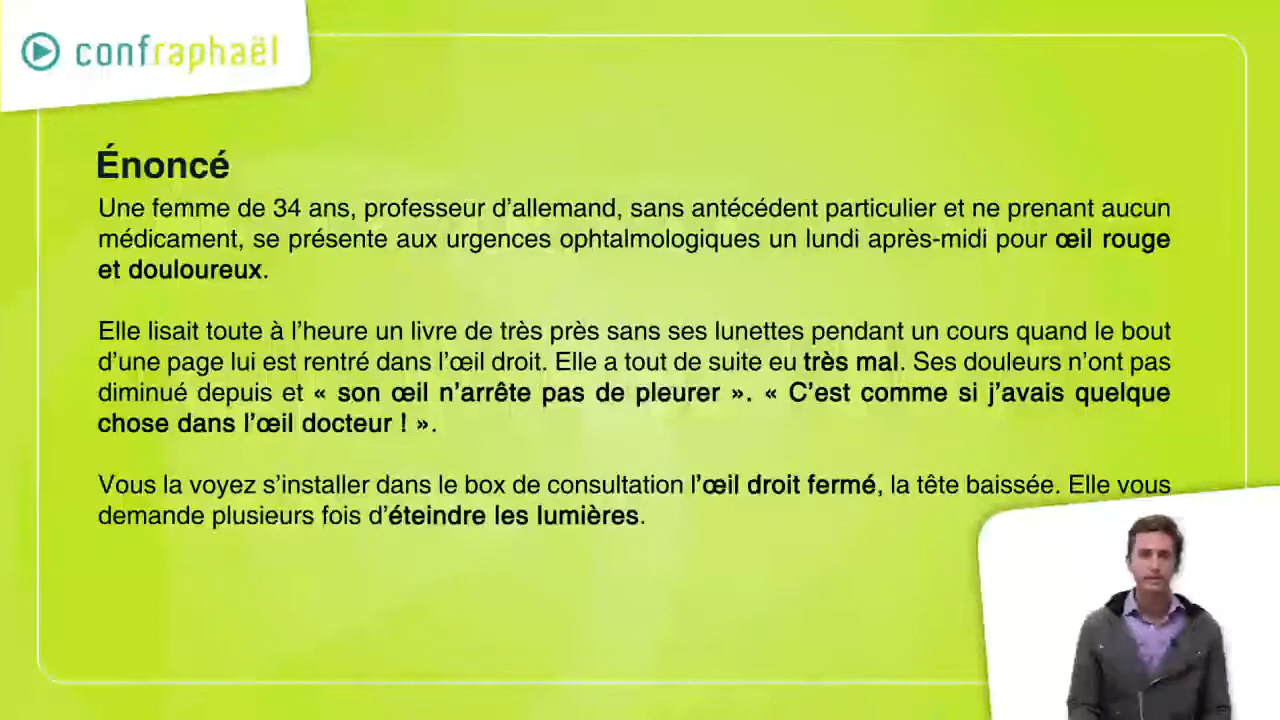 confraphaël
Énoncé
Une femme de 34 ans, professeur d’allemand, sans antécédent particulier et ne prenant aucun
médicament, se présente aux urgences ophtalmologiques un lundi après-midi pour œil rouge
et douloureux.
Elle lisait toute à l’heure un livre de très près sans ses lunettes pendant un cours quand le bout
d’une page lui est rentré dans l’œil droit. Elle a tout de suite eu très mal. Ses douleurs n’ont pas
diminué depuis et « son œil n’arrête pas de pleurer ». « C’est comme si j’avais quelque
chose dans l’œil docteur ! ».
Vous la voyez s’installer dans le box de consultation l’œil droit fermé, la tête baissée. Elle vous
demande plusieurs fois d’éteindre les lumières.